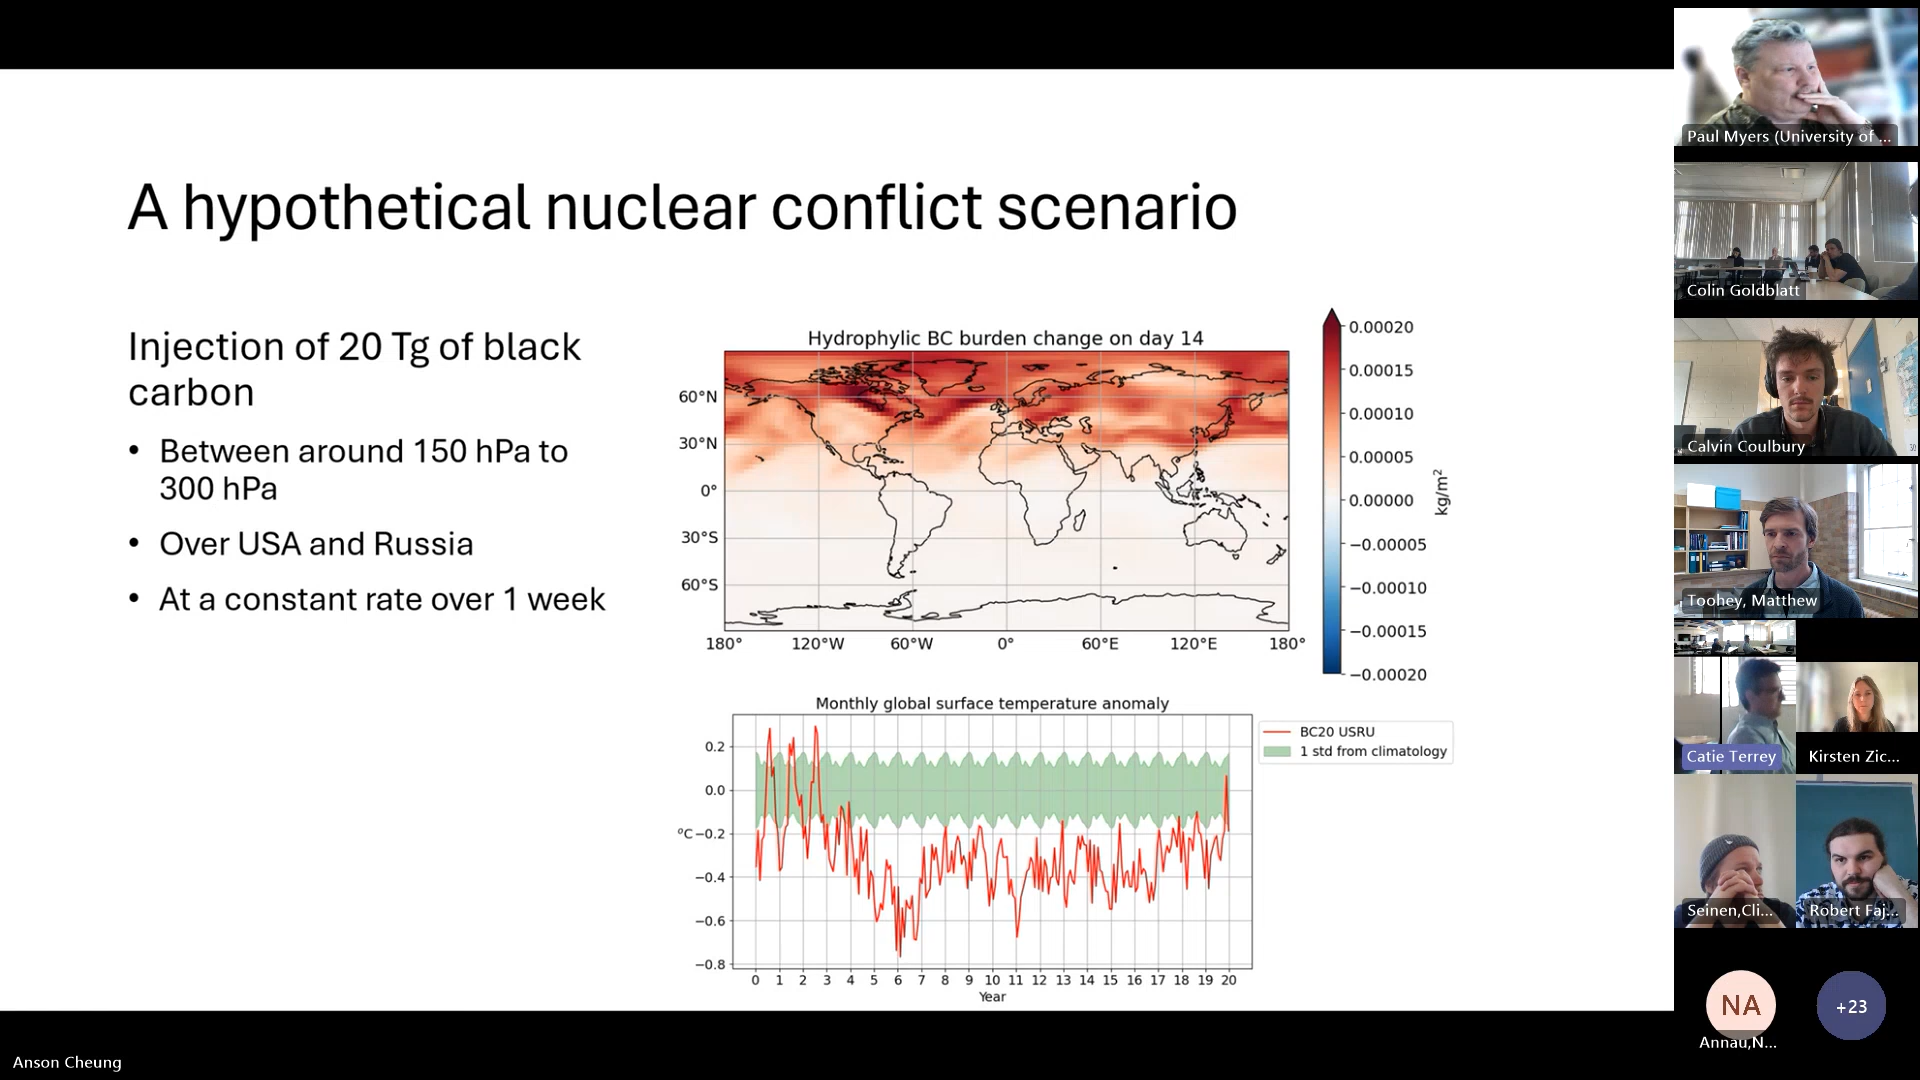 A hypothetical nuclear conflict scenario
Injection of 20 Tg of black
carbon
• Between around 150 hPa to
300 hPa
• Over USA and Russia
• At a constant rate over 1 week
Hydrophylic BC burden change on day 14
60°N
30°N
0°
30°S
60°S
180° 120°W 60°W 0° 60°E 120°E 180°
0.00020
0.00015
0.00010
0.00005
0.00000
−0.00005
−0.00010
−0.00015
−0.00020
kg/m²
Monthly global surface temperature anomaly
0.2
0.0
°C −0.2
−0.4
−0.6
−0.8
0 1 2 3 4 5 6 7 8 9 10 11 12 13 14 15 16 17 18 19 20
Year
BC20 USRU
1 std from climatology
Paul Myers (University of ...
Colin Goldblatt
Calvin Coulbury
Toohey, Matthew
Catie Terrey
Kirsten Zic...
Seinen,Cli...
Robert Faj...
NA
Annau,N...
+23
Anson Cheung